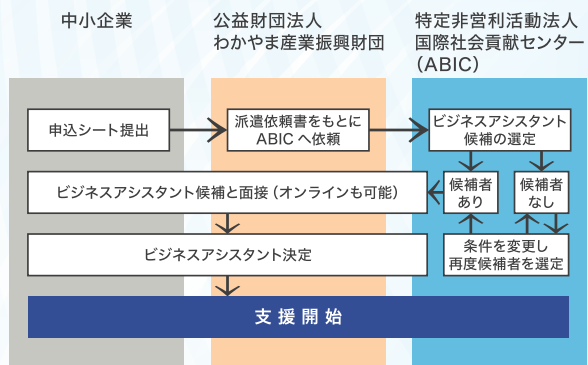 中小企業
公益財団法人
わかやま産業振興財団
特定非営利活動法人
国際社会貢献センター
(ABIC)
申込シート提出
派遣依頼書をもとに
ABICへ依頼
ビジネスアシスタント
候補の選定
ビジネスアシスタント候補と面接(オンラインも可能)
候補者
あり
候補者
なし
ビジネスアシスタント決定
条件を変更し
再度候補者を選定
支援開始